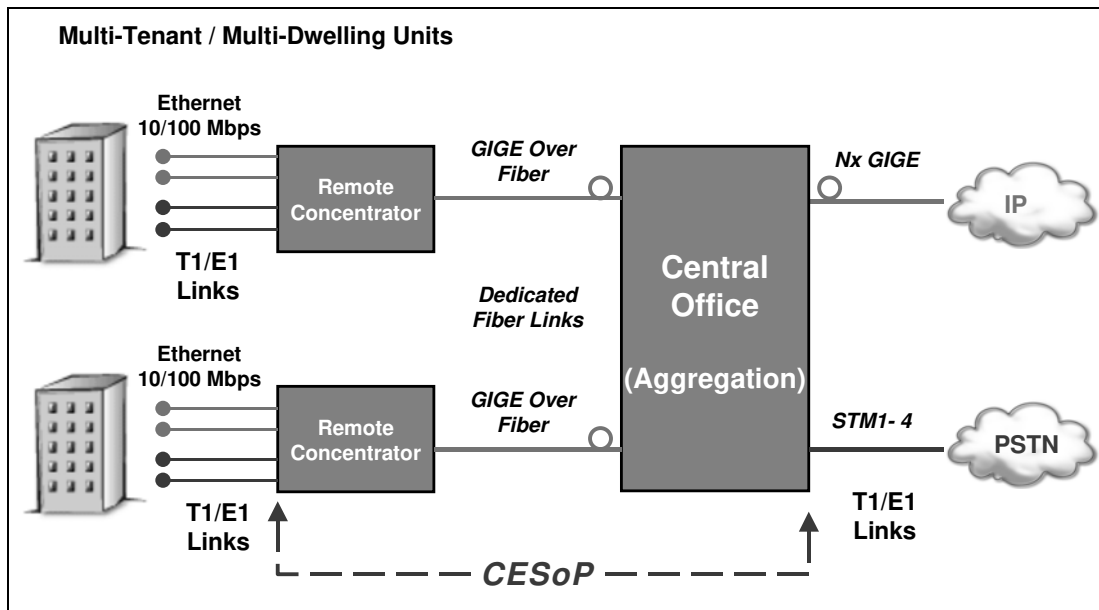 Multi-Tenant / Multi-Dwelling Units
Ethernet
10/100 Mbps
Remote
Concentrator
T1/E1
Links
GIGE Over
Fiber
Central
Office
(Aggregation)
Nx GIGE
IP
Dedicated
Fiber Links
Ethernet
10/100 Mbps
Remote
Concentrator
T1/E1
Links
GIGE Over
Fiber
STM1- 4
PSTN
T1/E1
Links
CESoP